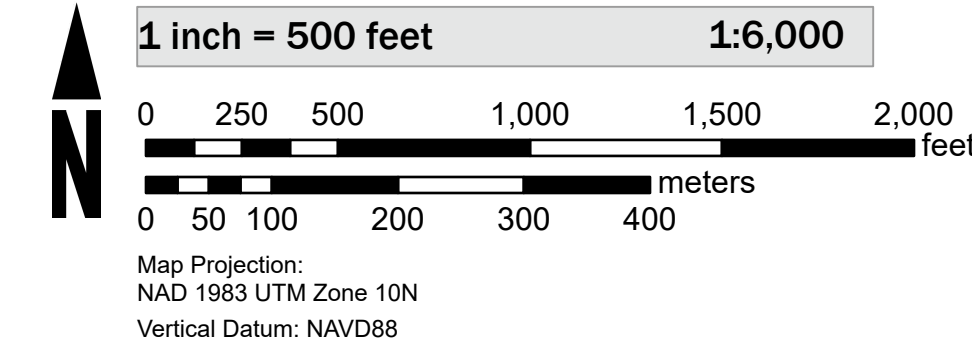 1 inch = 500 feet 1:6,000
0 250 500 1,000 1,500 2,000
feet
meters
0 50 100 200 300 400
N
Map Projection:
NAD 1983 UTM Zone 10N
Vertical Datum: NAVD88